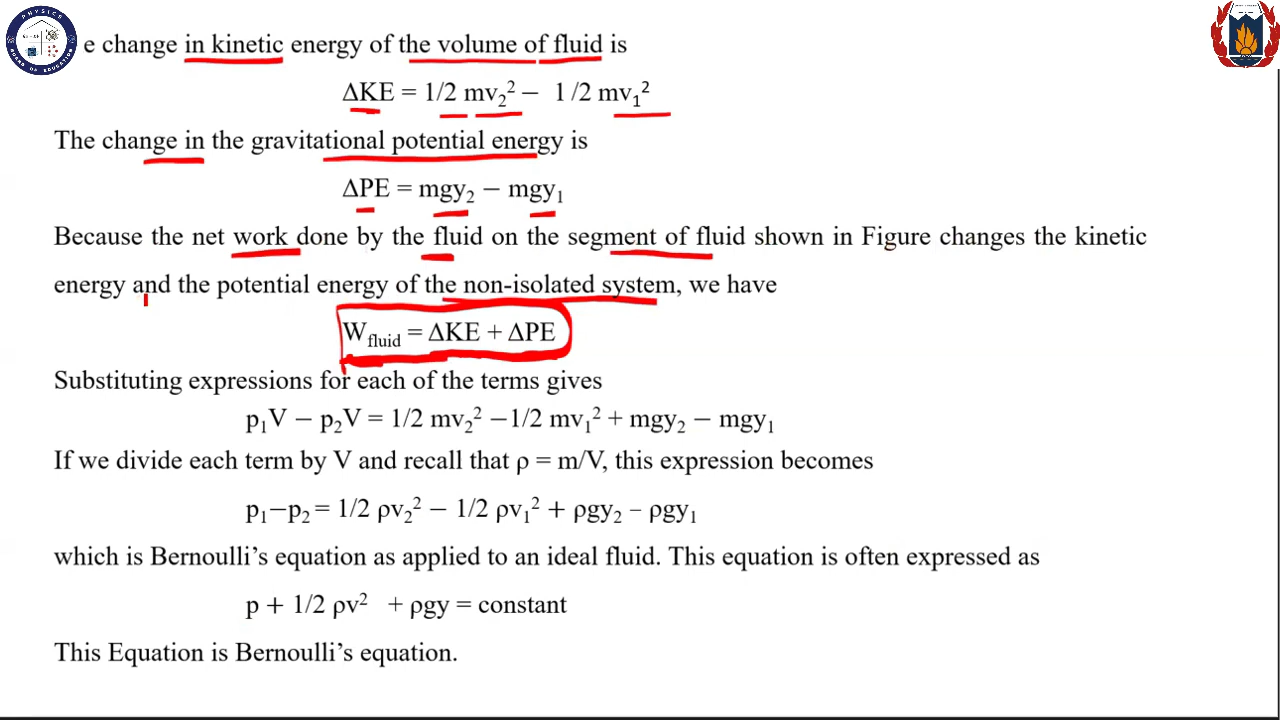 PHYSICS
BOARD OF EDUCATION
e change in kinetic energy of the volume of fluid is
ΔKE = 1/2 mv₂² − 1 /2 mv₁²
The change in the gravitational potential energy is
ΔPE = mgy₂ − mgy₁
Because the net work done by the fluid on the segment of fluid shown in Figure changes the kinetic
energy and the potential energy of the non-isolated system, we have
W_fluid = ΔKE + ΔPE
Substituting expressions for each of the terms gives
p₁V − p₂V = 1/2 mv₂² −1/2 mv₁² + mgy₂ − mgy₁
If we divide each term by V and recall that ρ = m/V, this expression becomes
p₁−p₂ = 1/2 ρv₂² − 1/2 ρv₁² + ρgy₂ − ρgy₁
which is Bernoulli’s equation as applied to an ideal fluid. This equation is often expressed as
p + 1/2 ρv² + ρgy = constant
This Equation is Bernoulli’s equation.